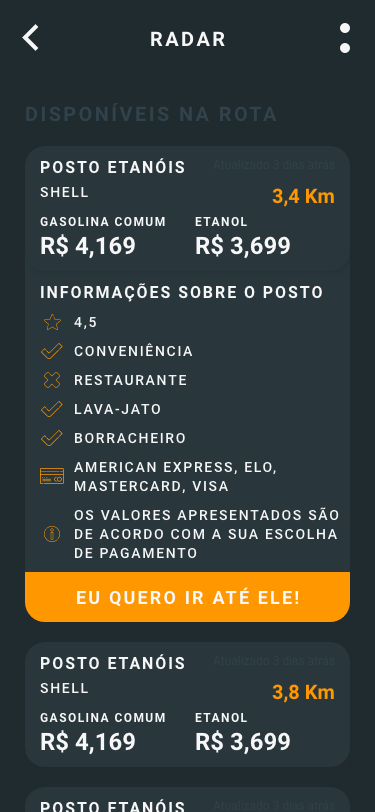 RADAR
DISPONÍVEIS NA ROTA
POSTO ETANÓIS
Atualizado 3 dias atrás
SHELL
3,4 Km
GASOLINA COMUM ETANOL
R$ 4,169 R$ 3,699
INFORMAÇÕES SOBRE O POSTO
4,5
CONVENIÊNCIA
RESTAURANTE
LAVA-JATO
BORRACHEIRO
AMERICAN EXPRESS, ELO,
MASTERCARD, VISA
OS VALORES APRESENTADOS SÃO
DE ACORDO COM A SUA ESCOLHA
DE PAGAMENTO
EU QUERO IR ATÉ ELE!
POSTO ETANÓIS
Atualizado 3 dias atrás
SHELL
3,8 Km
GASOLINA COMUM ETANOL
R$ 4,169 R$ 3,699
POSTO ETANÓIS
Atualizado 3 dias atrás